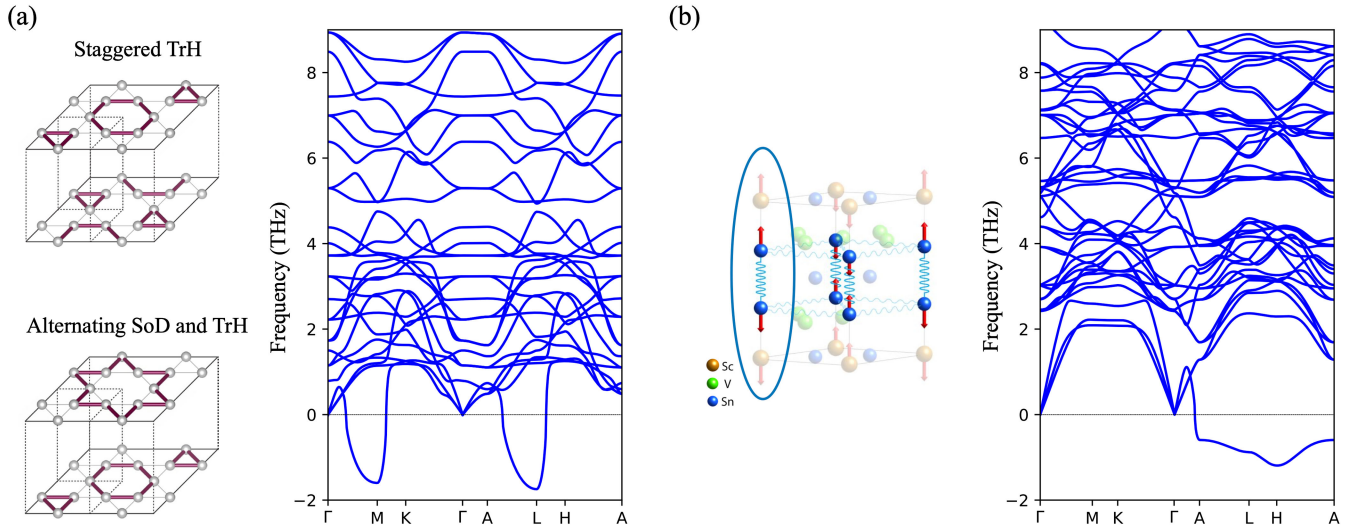 (a)
Staggered TrH
Alternating SoD and TrH
Frequency (THz)
8
6
4
2
0
−2
Γ M K Γ A L H A
(b)
Sc
V
Sn
Frequency (THz)
8
6
4
2
0
−2
Γ M K Γ A L H A